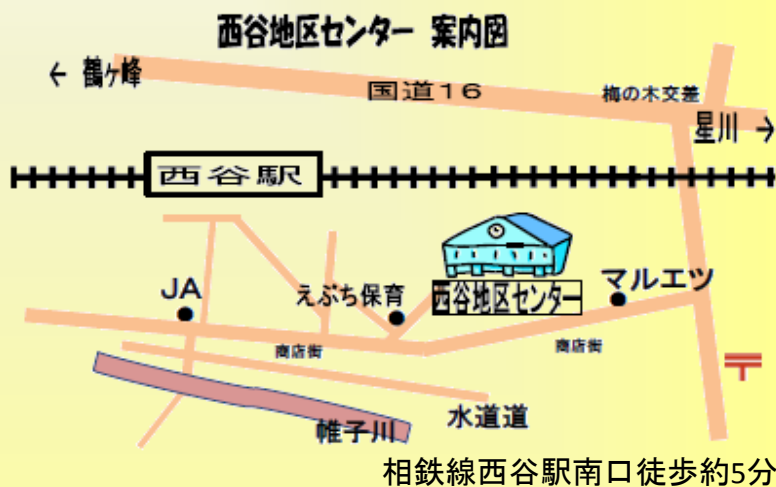 西谷地区センター 案内図
← 鶴ヶ峰
国道16
梅の木交差
星川 →
西谷駅
JA
えぶち保育
西谷地区センター
マルエツ
商店街
商店街
〒
水道道
帷子川
相鉄線西谷駅南口徒歩約5分